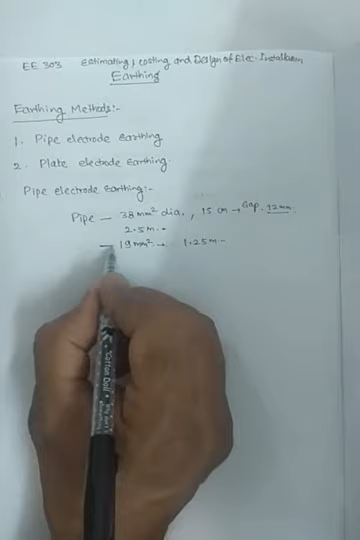 EE 303 Estimating, costing and Design of Elec. Installation
Earthing
Earthing Methods:-
1. Pipe electrode earthing
2. Plate electrode Earthing.
Pipe electrode earthing:-
Pipe — 38 mm² dia. , 15 cm → Gap. 12 mm.
2.5 m. -
— 19 mm² → 1.25 m -
Cotton Doll